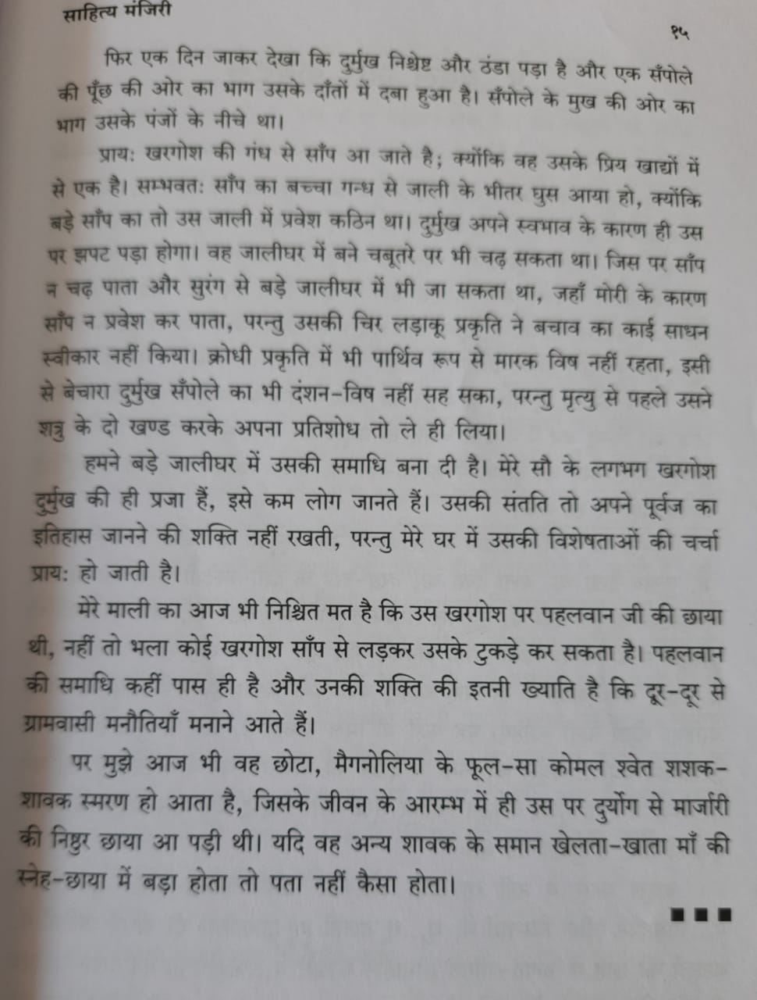 साहित्य मंजिरी
१५
फिर एक दिन जाकर देखा कि दुर्मुख निश्चेष्ट और ठंडा पड़ा है और एक सँपोले
की पूँछ की ओर का भाग उसके दाँतों में दबा हुआ है। सँपोले के मुख की ओर का
भाग उसके पंजों के नीचे था।
प्राय: खरगोश की गंध से साँप आ जाते है; क्योंकि वह उसके प्रिय खाद्यों में
से एक है। सम्भवत: साँप का बच्चा गन्ध से जाली के भीतर घुस आया हो, क्योंकि
बड़े साँप का तो उस जाली में प्रवेश कठिन था। दुर्मुख अपने स्वभाव के कारण ही उस
पर झपट पड़ा होगा। वह जालीघर में बने चबूतरे पर भी चढ़ सकता था। जिस पर साँप
न चढ़ पाता और सुरंग से बड़े जालीघर में भी जा सकता था, जहाँ मोरी के कारण
साँप न प्रवेश कर पाता, परन्तु उसकी चिर लड़ाकू प्रकृति ने बचाव का काई साधन
स्वीकार नहीं किया। क्रोधी प्रकृति में भी पार्थिव रूप से मारक विष नहीं रहता, इसी
से बेचारा दुर्मुख सँपोले का भी दंशन-विष नहीं सह सका, परन्तु मृत्यु से पहले उसने
शत्रु के दो खण्ड करके अपना प्रतिशोध तो ले ही लिया।
हमने बड़े जालीघर में उसकी समाधि बना दी है। मेरे सौ के लगभग खरगोश
दुर्मुख की ही प्रजा हैं, इसे कम लोग जानते हैं। उसकी संतति तो अपने पूर्वज का
इतिहास जानने की शक्ति नहीं रखती, परन्तु मेरे घर में उसकी विशेषताओं की चर्चा
प्राय: हो जाती है।
मेरे माली का आज भी निश्चित मत है कि उस खरगोश पर पहलवान जी की छाया
थी, नहीं तो भला कोई खरगोश साँप से लड़कर उसके टुकड़े कर सकता है। पहलवान
की समाधि कहीं पास ही है और उनकी शक्ति की इतनी ख्याति है कि दूर-दूर से
ग्रामवासी मनौतियाँ मनाने आते हैं।
पर मुझे आज भी वह छोटा, मैगनोलिया के फूल-सा कोमल श्वेत शशक-
शावक स्मरण हो आता है, जिसके जीवन के आरम्भ में ही उस पर दुर्योग से मार्जारी
की निष्ठुर छाया आ पड़ी थी। यदि वह अन्य शावक के समान खेलता-खाता माँ की
स्नेह-छाया में बड़ा होता तो पता नहीं कैसा होता।